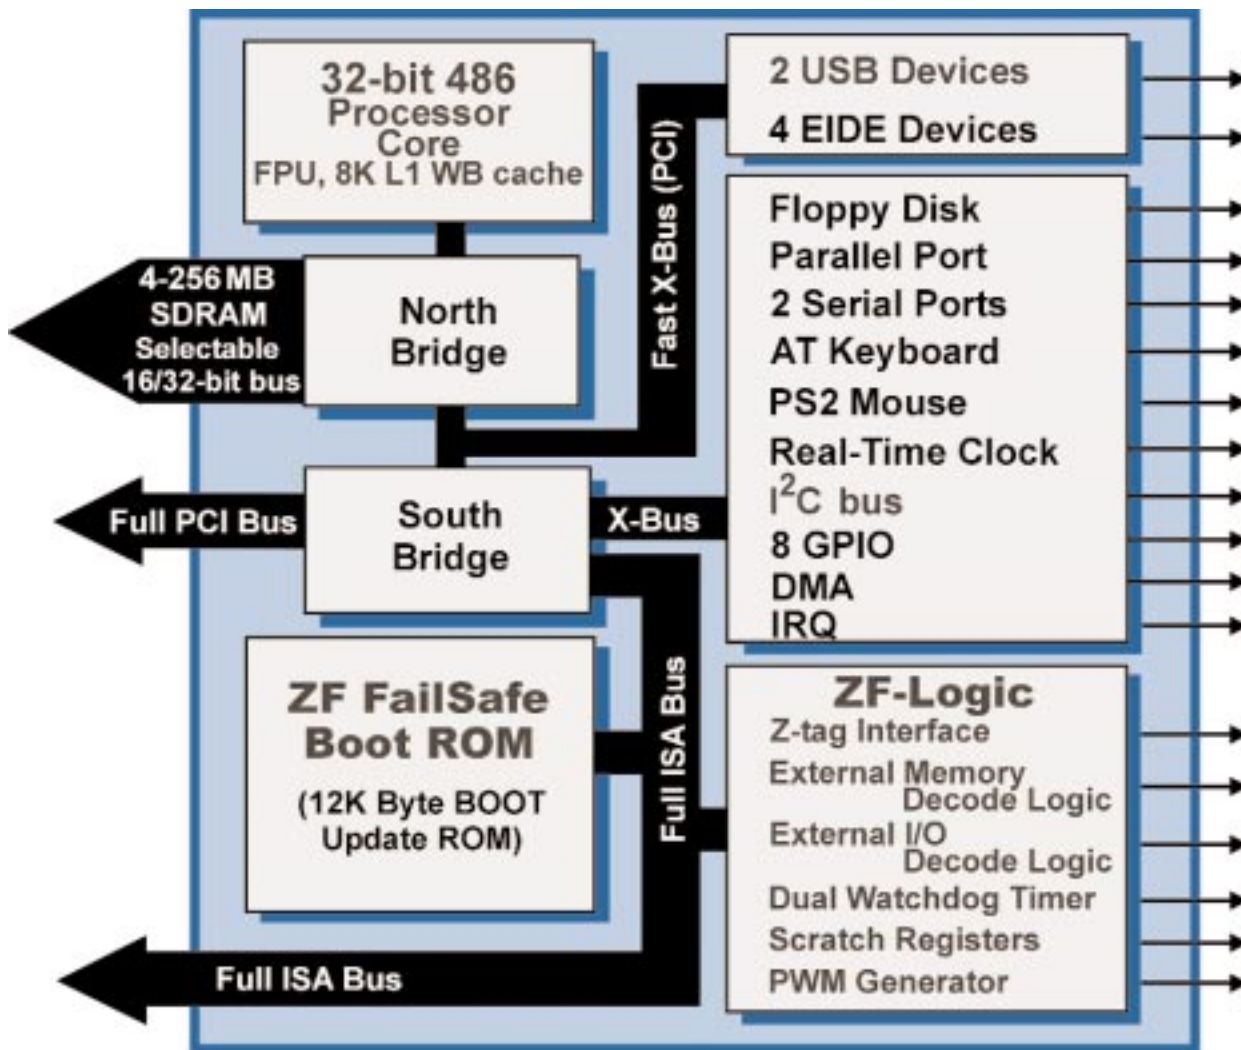 32-bit 486
Processor
Core
FPU, 8K L1 WB cache
4-256 MB
SDRAM
Selectable
16/32-bit bus
North
Bridge
Fast X-Bus (PCI)
2 USB Devices
4 EIDE Devices
Floppy Disk
Parallel Port
2 Serial Ports
AT Keyboard
PS2 Mouse
Real-Time Clock
I²C bus
8 GPIO
DMA
IRQ
Full PCI Bus
South
Bridge
X-Bus
ZF FailSafe
Boot ROM
(12K Byte BOOT
Update ROM)
Full ISA Bus
ZF-Logic
Z-tag Interface
External Memory
Decode Logic
External I/O
Decode Logic
Dual Watchdog Timer
Scratch Registers
PWM Generator
Full ISA Bus